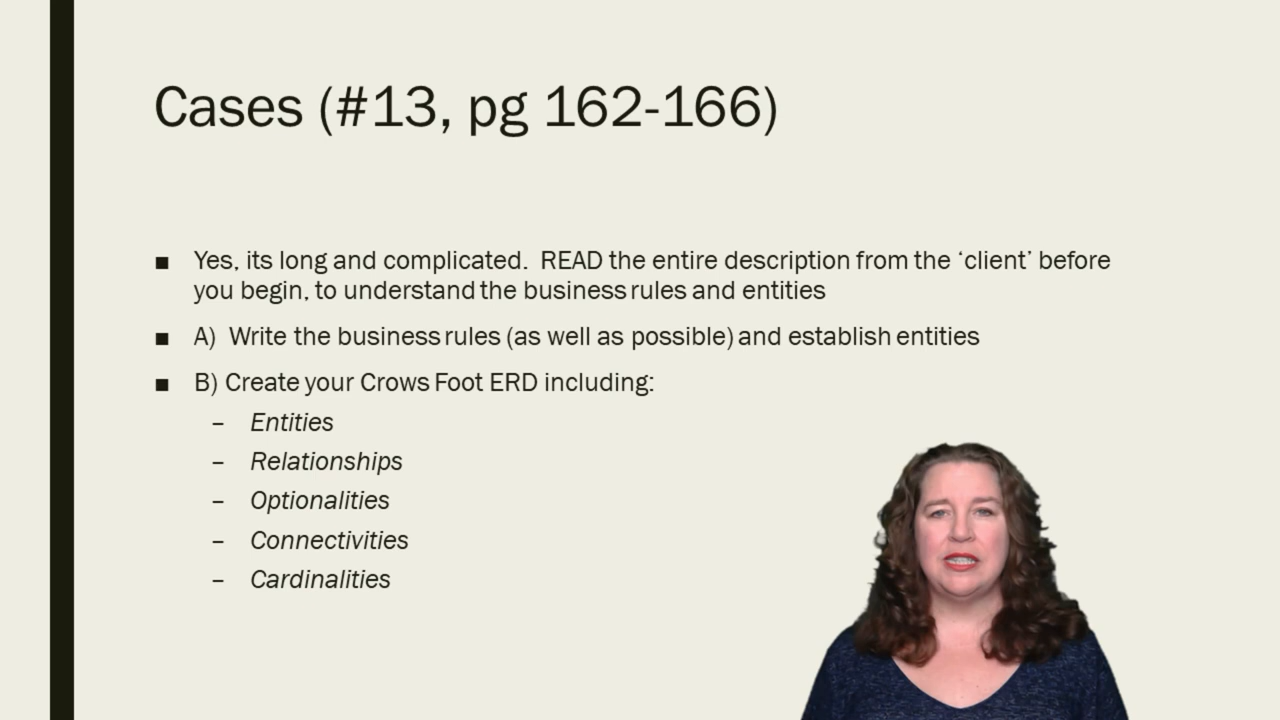 Cases (#13, pg 162-166)
■ Yes, its long and complicated. READ the entire description from the ‘client’ before
you begin, to understand the business rules and entities
■ A) Write the business rules (as well as possible) and establish entities
■ B) Create your Crows Foot ERD including:
– Entities
– Relationships
– Optionalities
– Connectivities
– Cardinalities